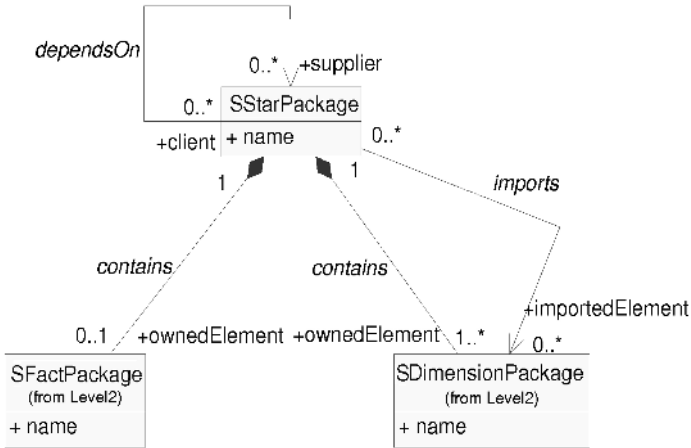 dependsOn
0..* +supplier
SStarPackage
0..*
+client + name 0..*
1 1
imports
contains contains
+importedElement
0..1 +ownedElement +ownedElement 1..* 0..*
SFactPackage SDimensionPackage
(from Level2) (from Level2)
+ name + name